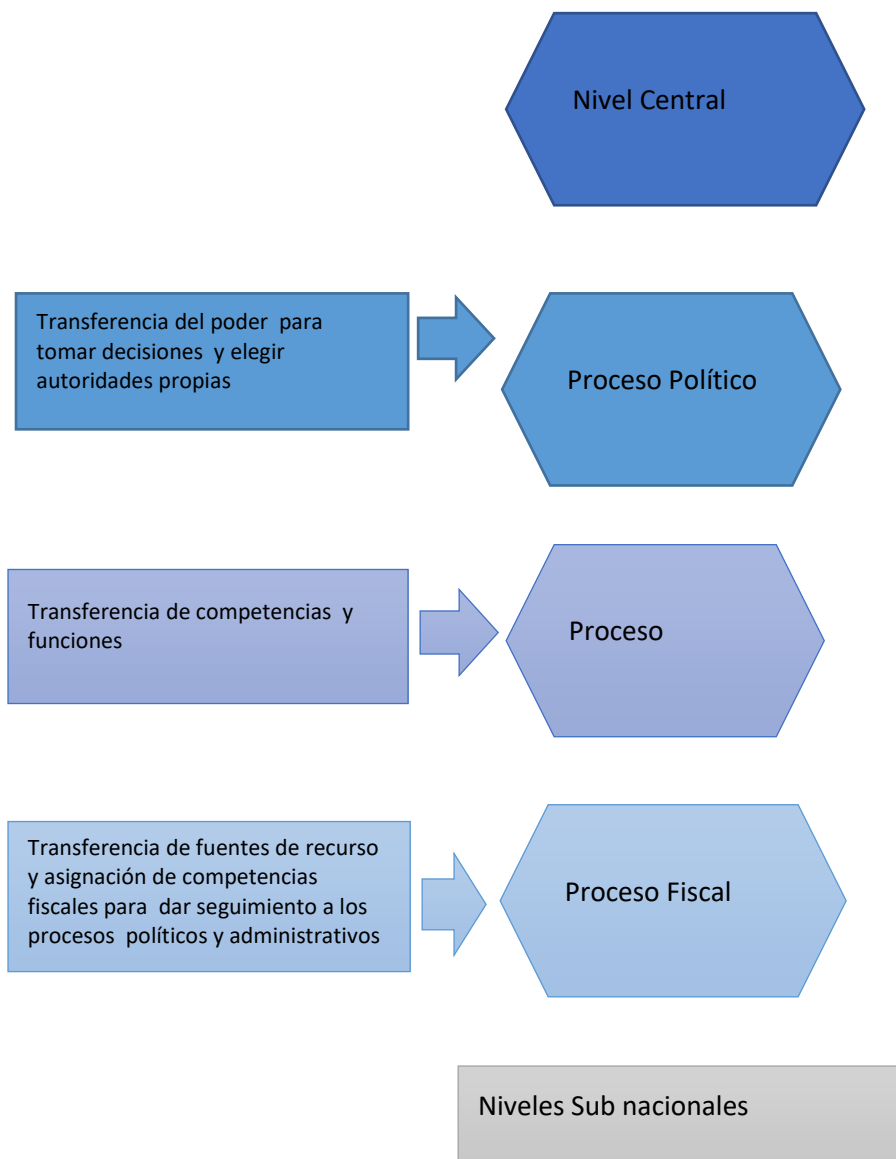 Nivel Central
Transferencia del poder para
tomar decisiones y elegir
autoridades propias
Proceso Político
Transferencia de competencias y
funciones
Proceso
Transferencia de fuentes de recurso
y asignación de competencias
fiscales para dar seguimiento a los
procesos políticos y administrativos
Proceso Fiscal
Niveles Sub nacionales